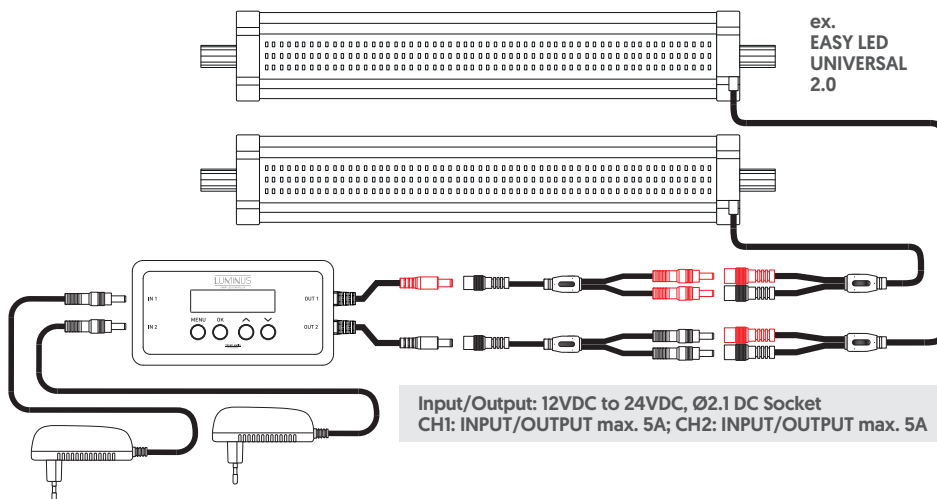 ex.
EASY LED
UNIVERSAL
2.0
LUMINUS
IN 1
OUT 1
IN 2
MENU OK
OUT 2
Input/Output: 12VDC to 24VDC, Ø2.1 DC Socket
CH1: INPUT/OUTPUT max. 5A; CH2: INPUT/OUTPUT max. 5A